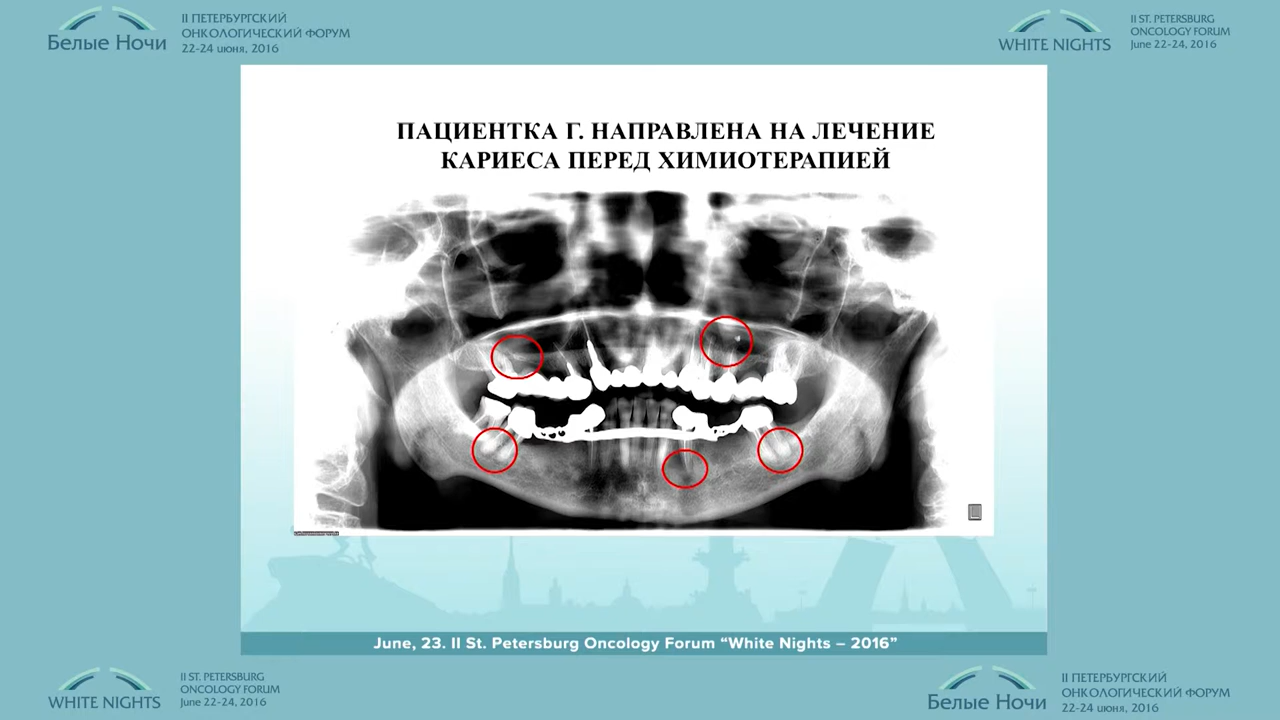 II ПЕТЕРБУРГСКИЙ
ОНКОЛОГИЧЕСКИЙ ФОРУМ
22-24 июня, 2016
Белые Ночи
II ST. PETERSBURG
ONCOLOGY FORUM
June 22-24, 2016
WHITE NIGHTS
ПАЦИЕНТКА Г. НАПРАВЛЕНА НА ЛЕЧЕНИЕ
КАРИЕСА ПЕРЕД ХИМИОТЕРАПИЕЙ
L
June, 23. II St. Petersburg Oncology Forum “White Nights – 2016”
II ST. PETERSBURG
ONCOLOGY FORUM
June 22-24, 2016
WHITE NIGHTS
II ПЕТЕРБУРГСКИЙ
ОНКОЛОГИЧЕСКИЙ ФОРУМ
22-24 июня, 2016
Белые Ночи